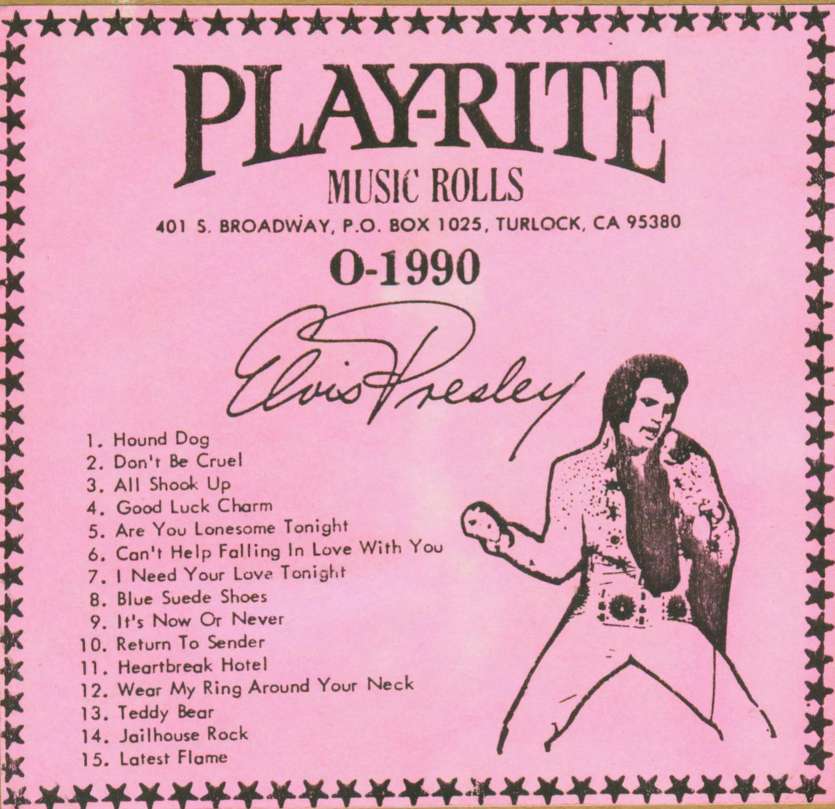 PLAY-RITE
MUSIC ROLLS
401 S. BROADWAY, P.O. BOX 1025, TURLOCK, CA 95380
O-1990
Elvis Presley
1. Hound Dog
2. Don't Be Cruel
3. All Shook Up
4. Good Luck Charm
5. Are You Lonesome Tonight
6. Can't Help Falling In Love With You
7. I Need Your Love Tonight
8. Blue Suede Shoes
9. It's Now Or Never
10. Return To Sender
11. Heartbreak Hotel
12. Wear My Ring Around Your Neck
13. Teddy Bear
14. Jailhouse Rock
15. Latest Flame